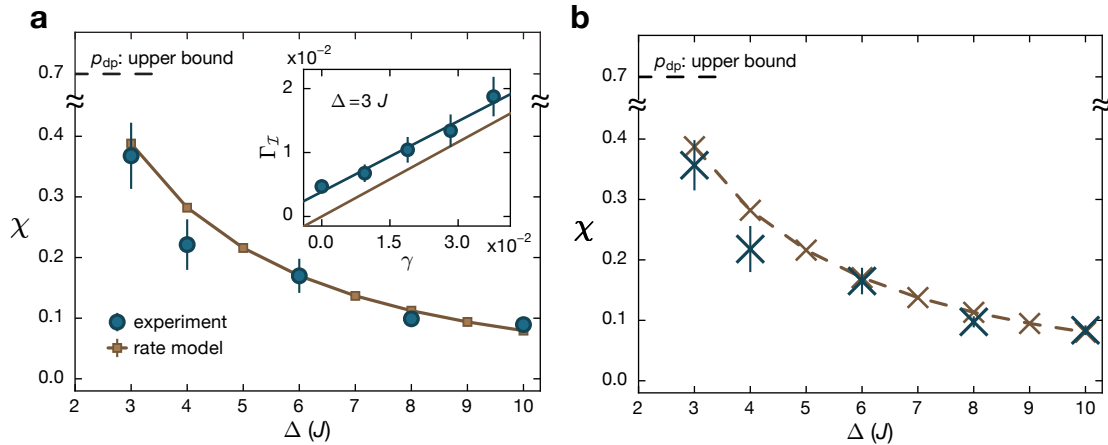 a
b
p_dp: upper bound
p_dp: upper bound
0.7
0.4
0.3
0.2
0.1
0.0
χ
x10⁻²
2
1
0
Γ_𝓘
Δ=3 J
0.0 1.5 3.0 x10⁻²
γ
experiment
rate model
2 3 4 5 6 7 8 9 10
Δ (J)
0.7
0.4
0.3
0.2
0.1
0.0
χ
2 3 4 5 6 7 8 9 10
Δ (J)